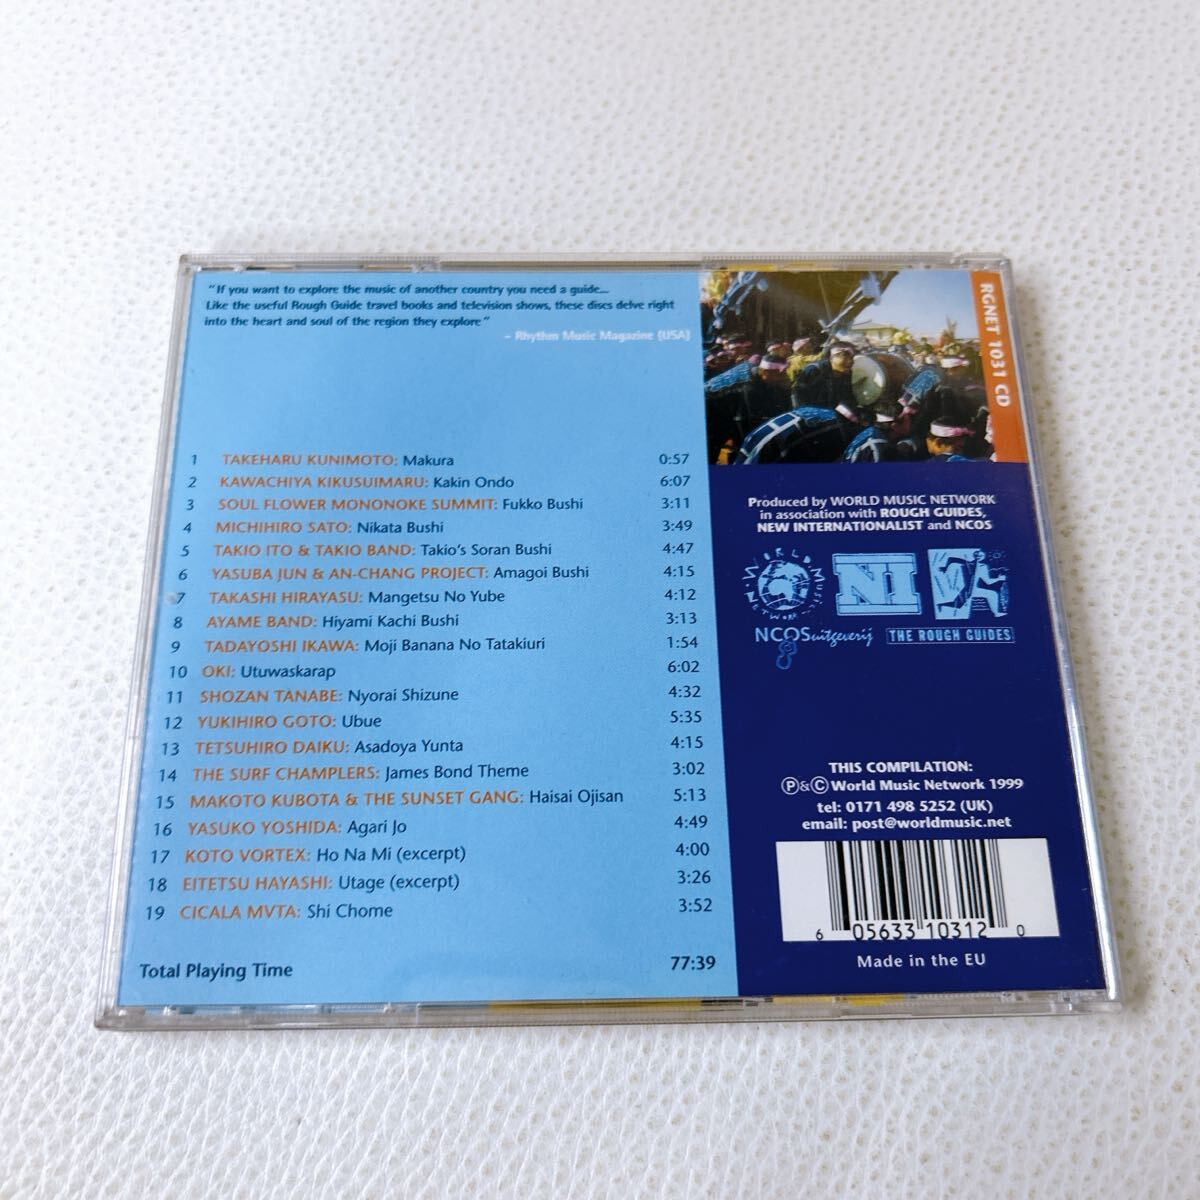 "If you want to explore the music of another country you need a guide...
Like the useful Rough Guide travel books and television shows, these discs delve right
into the heart and soul of the region they explore"
– Rhythm Music Magazine (USA)
1 TAKEHARU KUNIMOTO: Makura 0:57
2 KAWACHIYA KIKUSUIMARU: Kakin Ondo 6:07
3 SOUL FLOWER MONONOKE SUMMIT: Fukko Bushi 3:11
4 MICHIHIRO SATO: Nikata Bushi 3:49
5 TAKIO ITO & TAKIO BAND: Takio's Soran Bushi 4:47
6 YASUBA JUN & AN-CHANG PROJECT: Amagoi Bushi 4:15
7 TAKASHI HIRAYASU: Mangetsu No Yube 4:12
8 AYAME BAND: Hiyami Kachi Bushi 3:13
9 TADAYOSHI IKAWA: Moji Banana No Tatakiuri 1:54
10 OKI: Utuwaskarap 6:02
11 SHOZAN TANABE: Nyorai Shizune 4:32
12 YUKIHIRO GOTO: Ubue 5:35
13 TETSUHIRO DAIKU: Asadoya Yunta 4:15
14 THE SURF CHAMPLERS: James Bond Theme 3:02
15 MAKOTO KUBOTA & THE SUNSET GANG: Haisai Ojisan 5:13
16 YASUKO YOSHIDA: Agari Jo 4:49
17 KOTO VORTEX: Ho Na Mi (excerpt) 4:00
18 EITETSU HAYASHI: Utage (excerpt) 3:26
19 CICALA MVTA: Shi Chome 3:52
Total Playing Time 77:39
RGNET 1031 CD
Produced by WORLD MUSIC NETWORK
in association with ROUGH GUIDES,
NEW INTERNATIONALIST and NCOS
WORLD MUSIC NETWORK
NI
NCOS uitgeverij
THE ROUGH GUIDES
THIS COMPILATION:
Ⓟ&Ⓒ World Music Network 1999
tel: 0171 498 5252 (UK)
email: post@worldmusic.net
6 05633 10312 0
Made in the EU